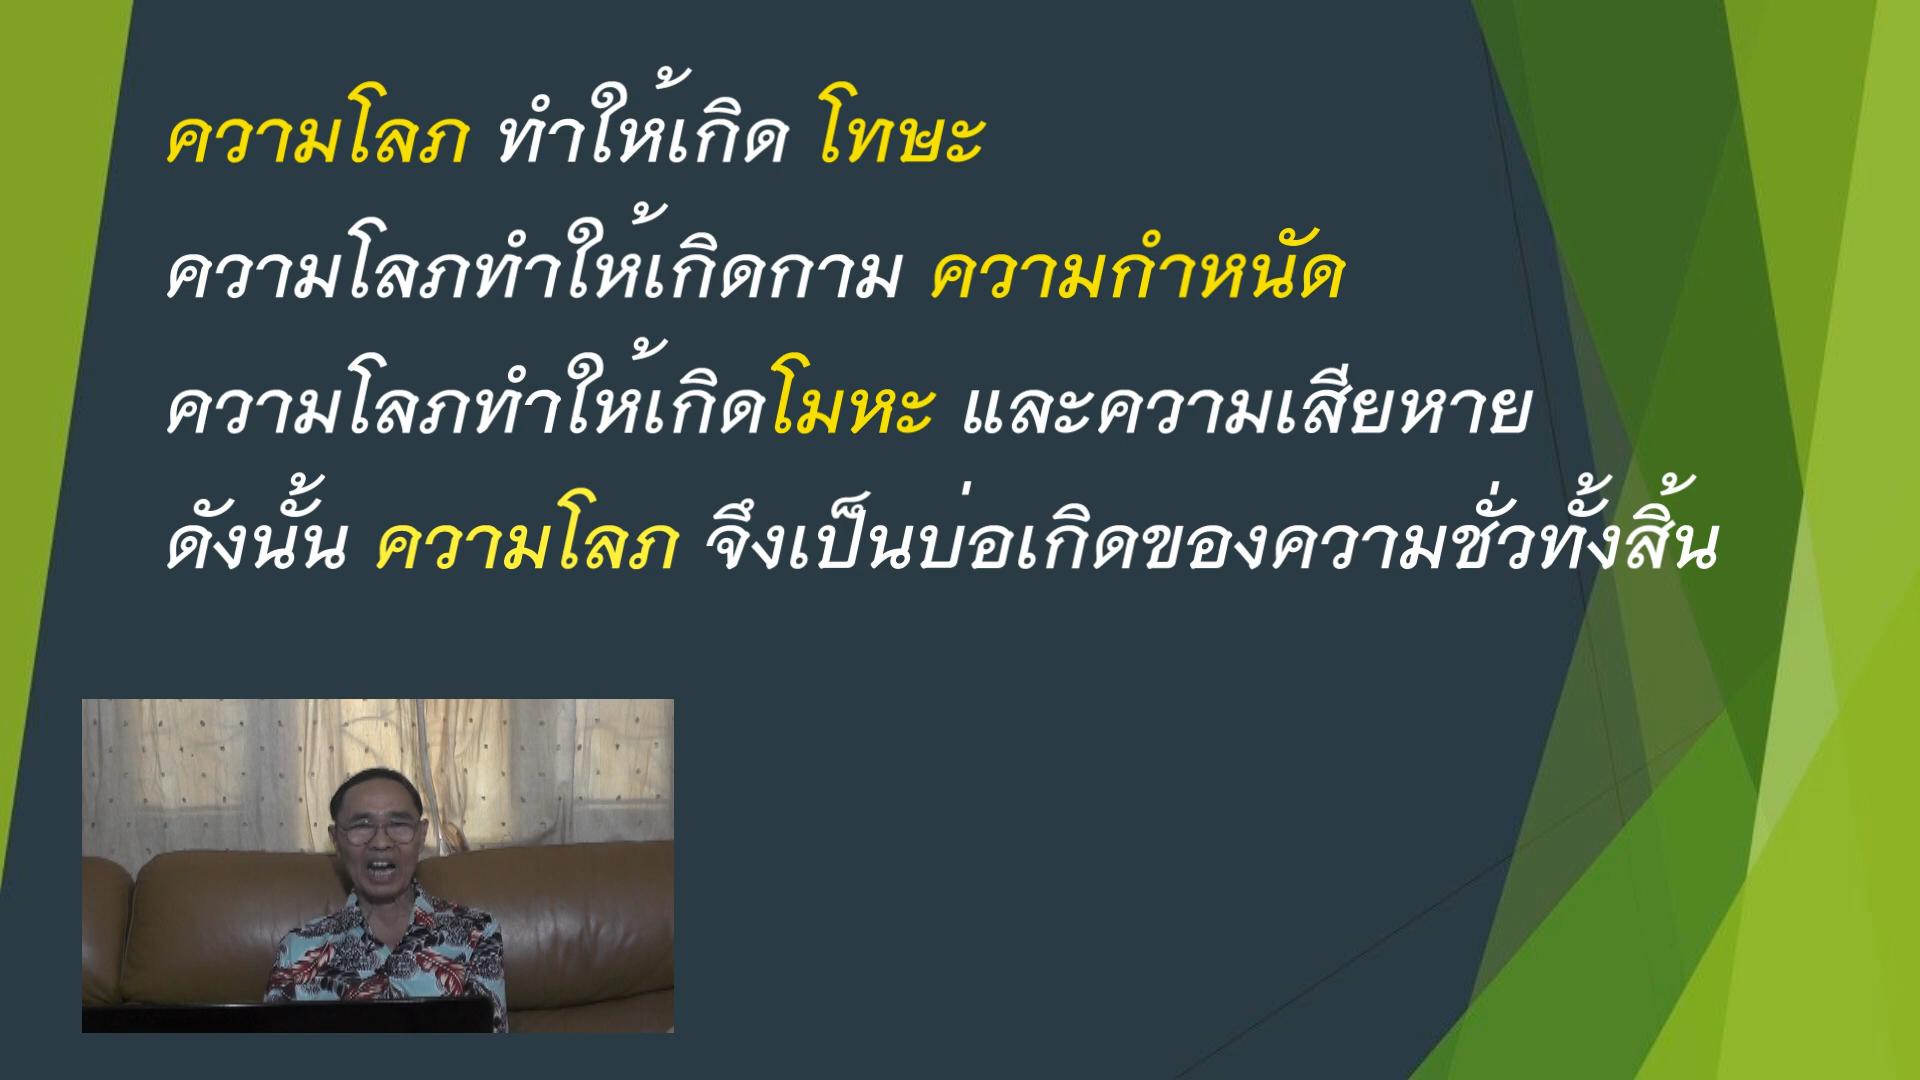 ความโลภ ทำให้เกิด โทษะ
ความโลภทำให้เกิดกาม ความกำหนัด
ความโลภทำให้เกิดโมหะ และความเสียหาย
ดังนั้น ความโลภ จึงเป็นบ่อเกิดของความชั่วทั้งสิ้น